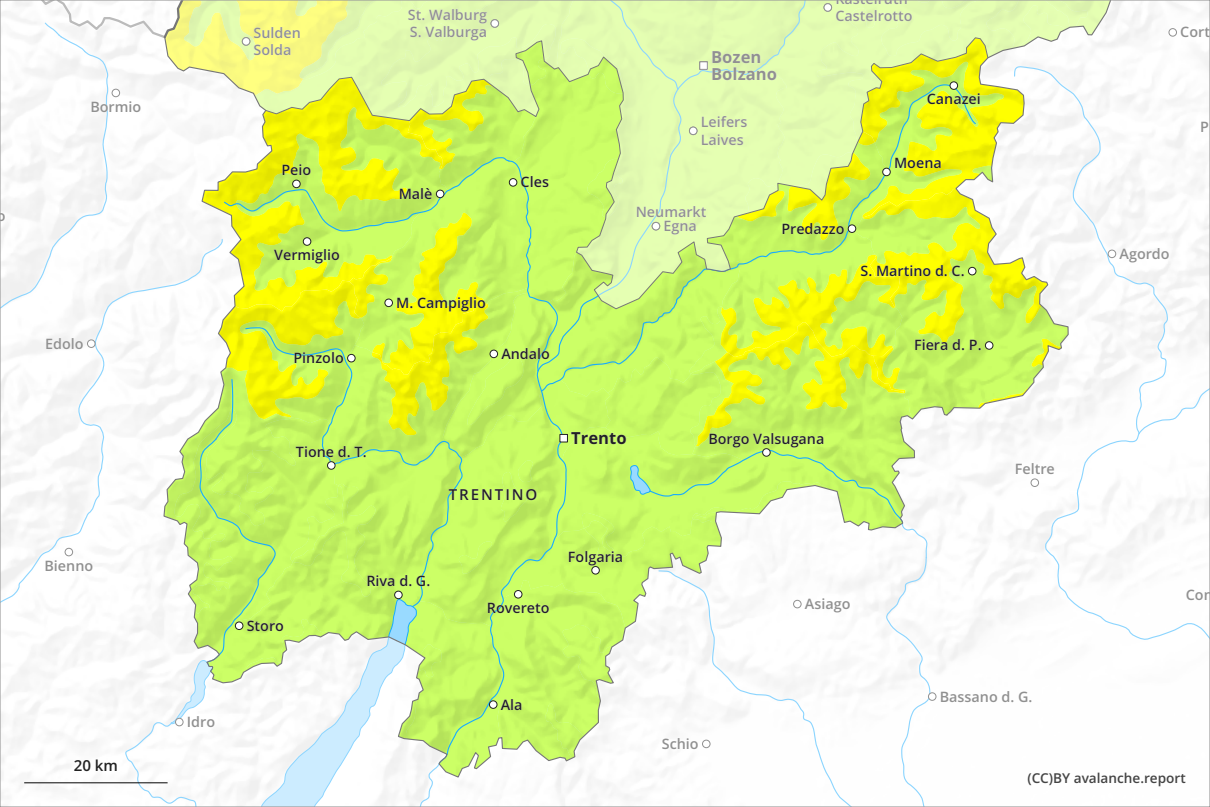 Kastelruth
Castelrotto
St. Walburg
S. Valburga
Sulden
Solda
Cort
Bozen
Bolzano
Bormio
Canazei
Leifers
Laives
P
Moena
Peio
Malè
Cles
Neumarkt
Egna
Predazzo
Vermiglio
Agordo
S. Martino d. C.
M. Campiglio
Edolo
Andalo
Fiera d. P.
Pinzolo
Trento
Borgo Valsugana
Tione d. T.
Feltre
TRENTINO
Folgaria
Bienno
Riva d. G.
Rovereto
Asiago
Cor
Storo
Bassano d. G.
Ala
Idro
Schio
20 km
(CC)BY avalanche.report